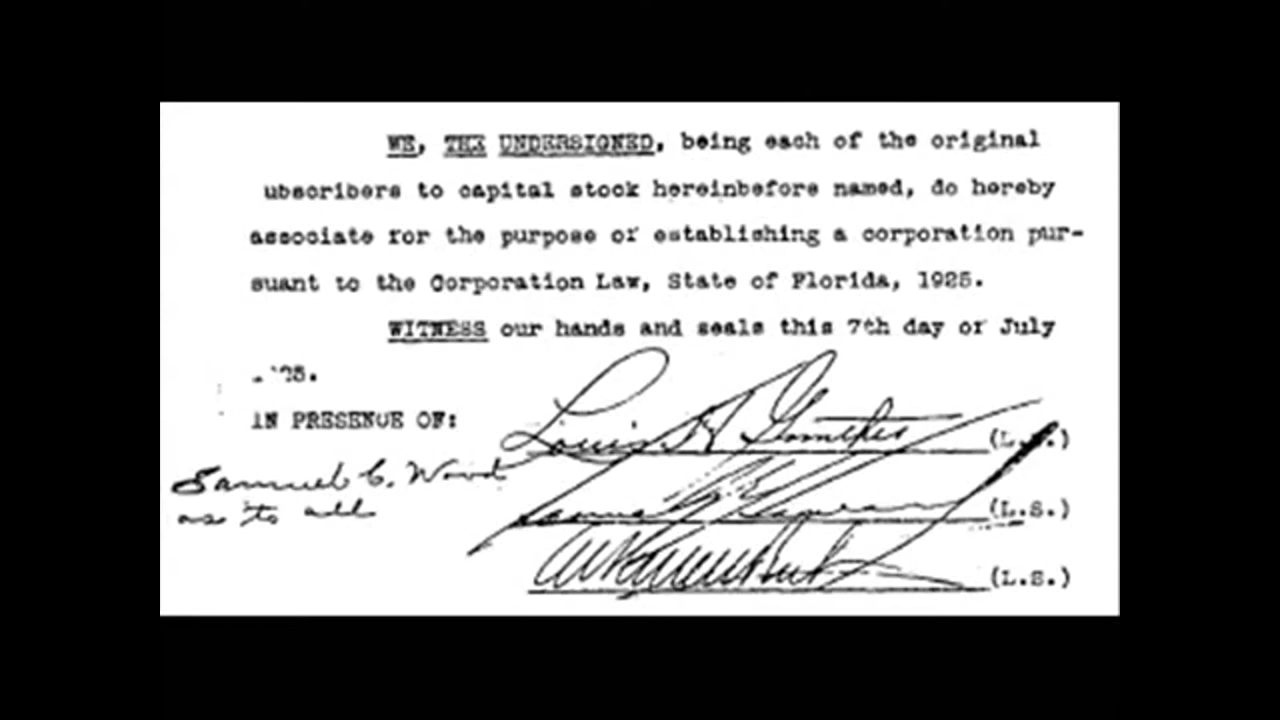 WE, THE UNDERSIGNED, being each of the original
ubscribers to capital stock hereinbefore named, do hereby
associate for the purpose of establishing a corporation pur-
suant to the Corporation Law, State of Florida, 1925.
WITNESS our hands and seals this 7th day of July
IN PRESENCE OF:
Louis A (L.S.)
Samuel C. Ward
as to all
(L.S.)
(L.S.)